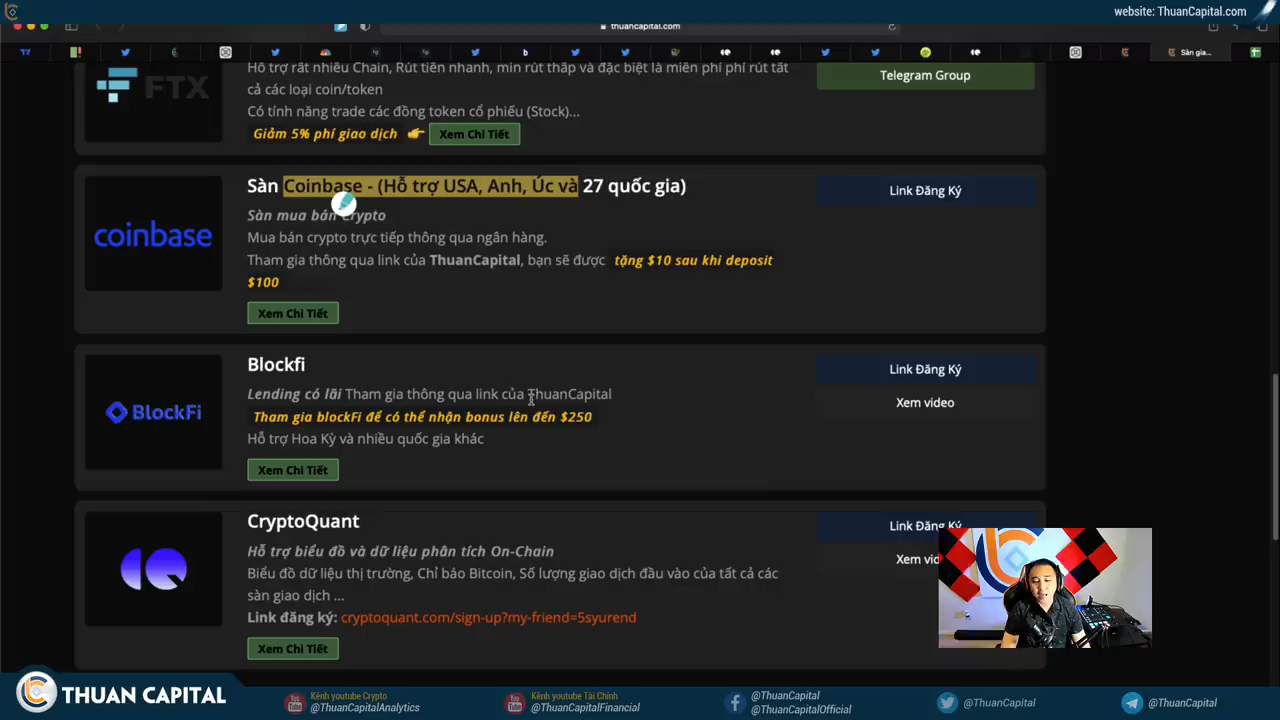 website: ThuanCapital.com
thuancapital.com
Sàn gia...
FTX
Hỗ trợ rất nhiều Chain, Rút tiền nhanh, min rút thấp và đặc biệt là miễn phí phí rút tất
cả các loại coin/token
Có tính năng trade các đồng token cổ phiếu (Stock)...
Giảm 5% phí giao dịch 👉 Xem Chi Tiết
Telegram Group
coinbase
Sàn Coinbase - (Hỗ trợ USA, Anh, Úc và 27 quốc gia)
Sàn mua bán Crypto
Mua bán crypto trực tiếp thông qua ngân hàng.
Tham gia thông qua link của ThuanCapital, bạn sẽ được tặng $10 sau khi deposit
$100
Xem Chi Tiết
Link Đăng Ký
BlockFi
Blockfi
Lending có lãi Tham gia thông qua link của ThuanCapital
Tham gia blockFi để có thể nhận bonus lên đến $250
Hỗ trợ Hoa Kỳ và nhiều quốc gia khác
Xem Chi Tiết
Link Đăng Ký
Xem video
CryptoQuant
Hỗ trợ biểu đồ và dữ liệu phân tích On-Chain
Biểu đồ dữ liệu thị trường, Chỉ báo Bitcoin, Số lượng giao dịch đầu vào của tất cả các
sàn giao dịch ...
Link đăng ký: cryptoquant.com/sign-up?my-friend=5syurend
Xem Chi Tiết
Link Đăng Ký
Xem vid
THUAN CAPITAL
Kênh youtube Crypto
@ThuanCapitalAnalytics
Kênh youtube Tài Chính
@ThuanCapitalFinancial
@ThuanCapital
@ThuanCapitalOfficial
@ThuanCapital
@ThuanCapital